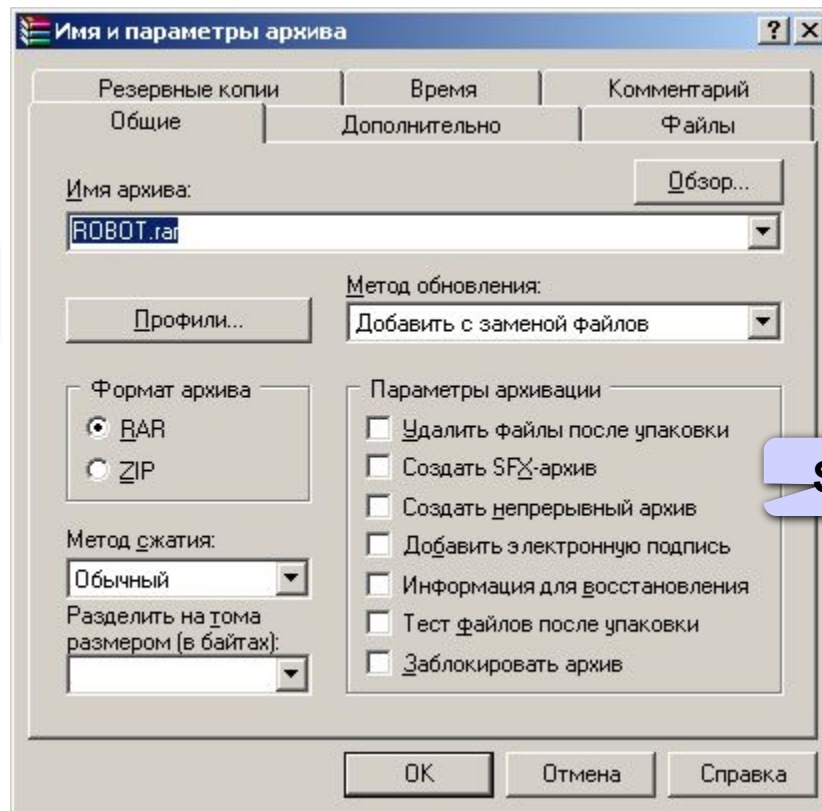 Имя и параметры архива
Резервные копии Время Комментарий
Общие Дополнительно Файлы
Имя архива:
Обзор...
ROBOT.rar
Метод обновления:
Профили...
Добавить с заменой файлов
Формат архива
RAR
ZIP
Метод сжатия:
Обычный
Разделить на тома
размером (в байтах):
Параметры архивации
Удалить файлы после упаковки
Создать SFX-архив
Создать непрерывный архив
Добавить электронную подпись
Информация для восстановления
Тест файлов после упаковки
Заблокировать архив
OK Отмена Справка